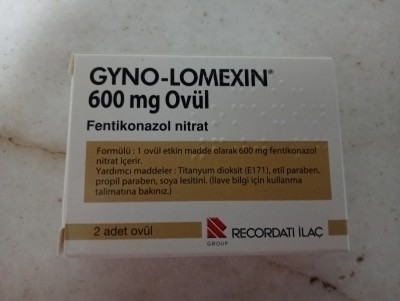 GYNO-LOMEXIN®
600 mg Ovül
Fentikonazol nitrat
Formülü : 1 ovül etkin madde olarak 600 mg fentikonazol
nitrat içerir.
Yardımcı maddeler : Titanyum dioksit (E171), etil paraben,
propil paraben, soya lesitini. (İlave bilgi için kullanma
talimatına bakınız.)
2 adet ovül
GROUP
RECORDATI İLAÇ